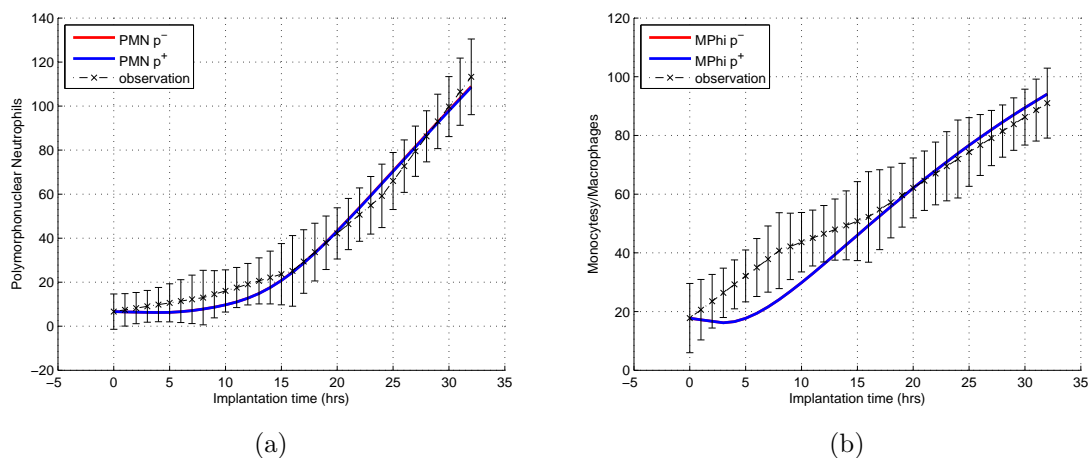 140
120
100
80
60
40
20
0
−20
−5 0 5 10 15 20 25 30 35
Implantation time (hrs)
Polymorphonuclear Neutrophils
PMN p−
PMN p+
observation
(a)
120
100
80
60
40
20
0
−5 0 5 10 15 20 25 30 35
Implantation time (hrs)
Monocytesy/Macrophages
MPhi p−
MPhi p+
observation
(b)